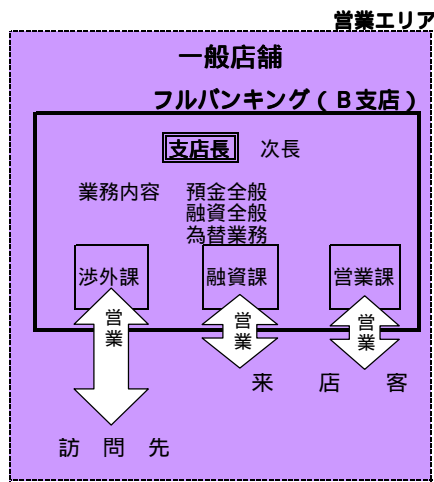 営業エリア
一般店舗
フルバンキング(B支店)
支店長 次長
業務内容 預金全般
融資全般
為替業務
渉外課 融資課 営業課
営業 営業 営業
来店客
訪問先